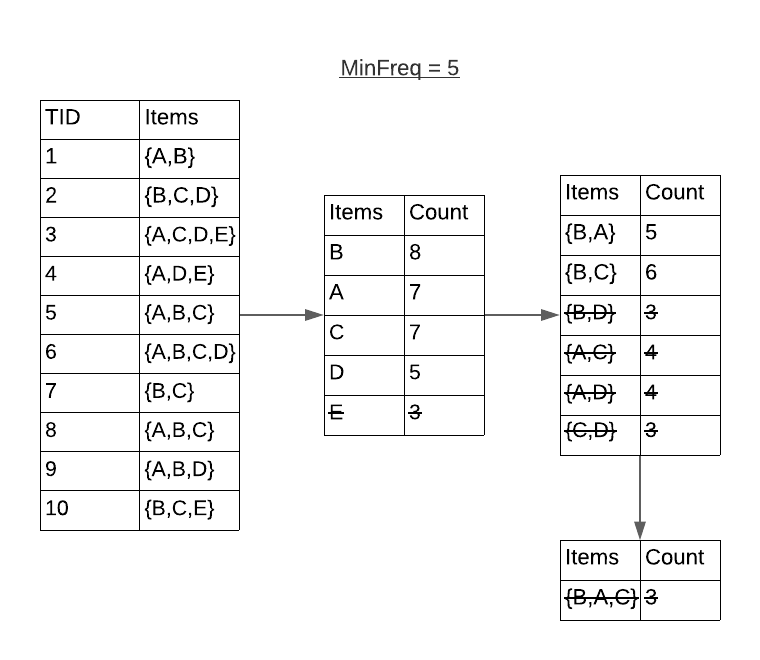 MinFreq = 5
TID Items
1 {A,B}
2 {B,C,D}
3 {A,C,D,E}
4 {A,D,E}
5 {A,B,C}
6 {A,B,C,D}
7 {B,C}
8 {A,B,C}
9 {A,B,D}
10 {B,C,E}
Items Count
B 8
A 7
C 7
D 5
E 3
Items Count
{B,A} 5
{B,C} 6
{B,D} 3
{A,C} 4
{A,D} 4
{C,D} 3
Items Count
{B,A,C} 3